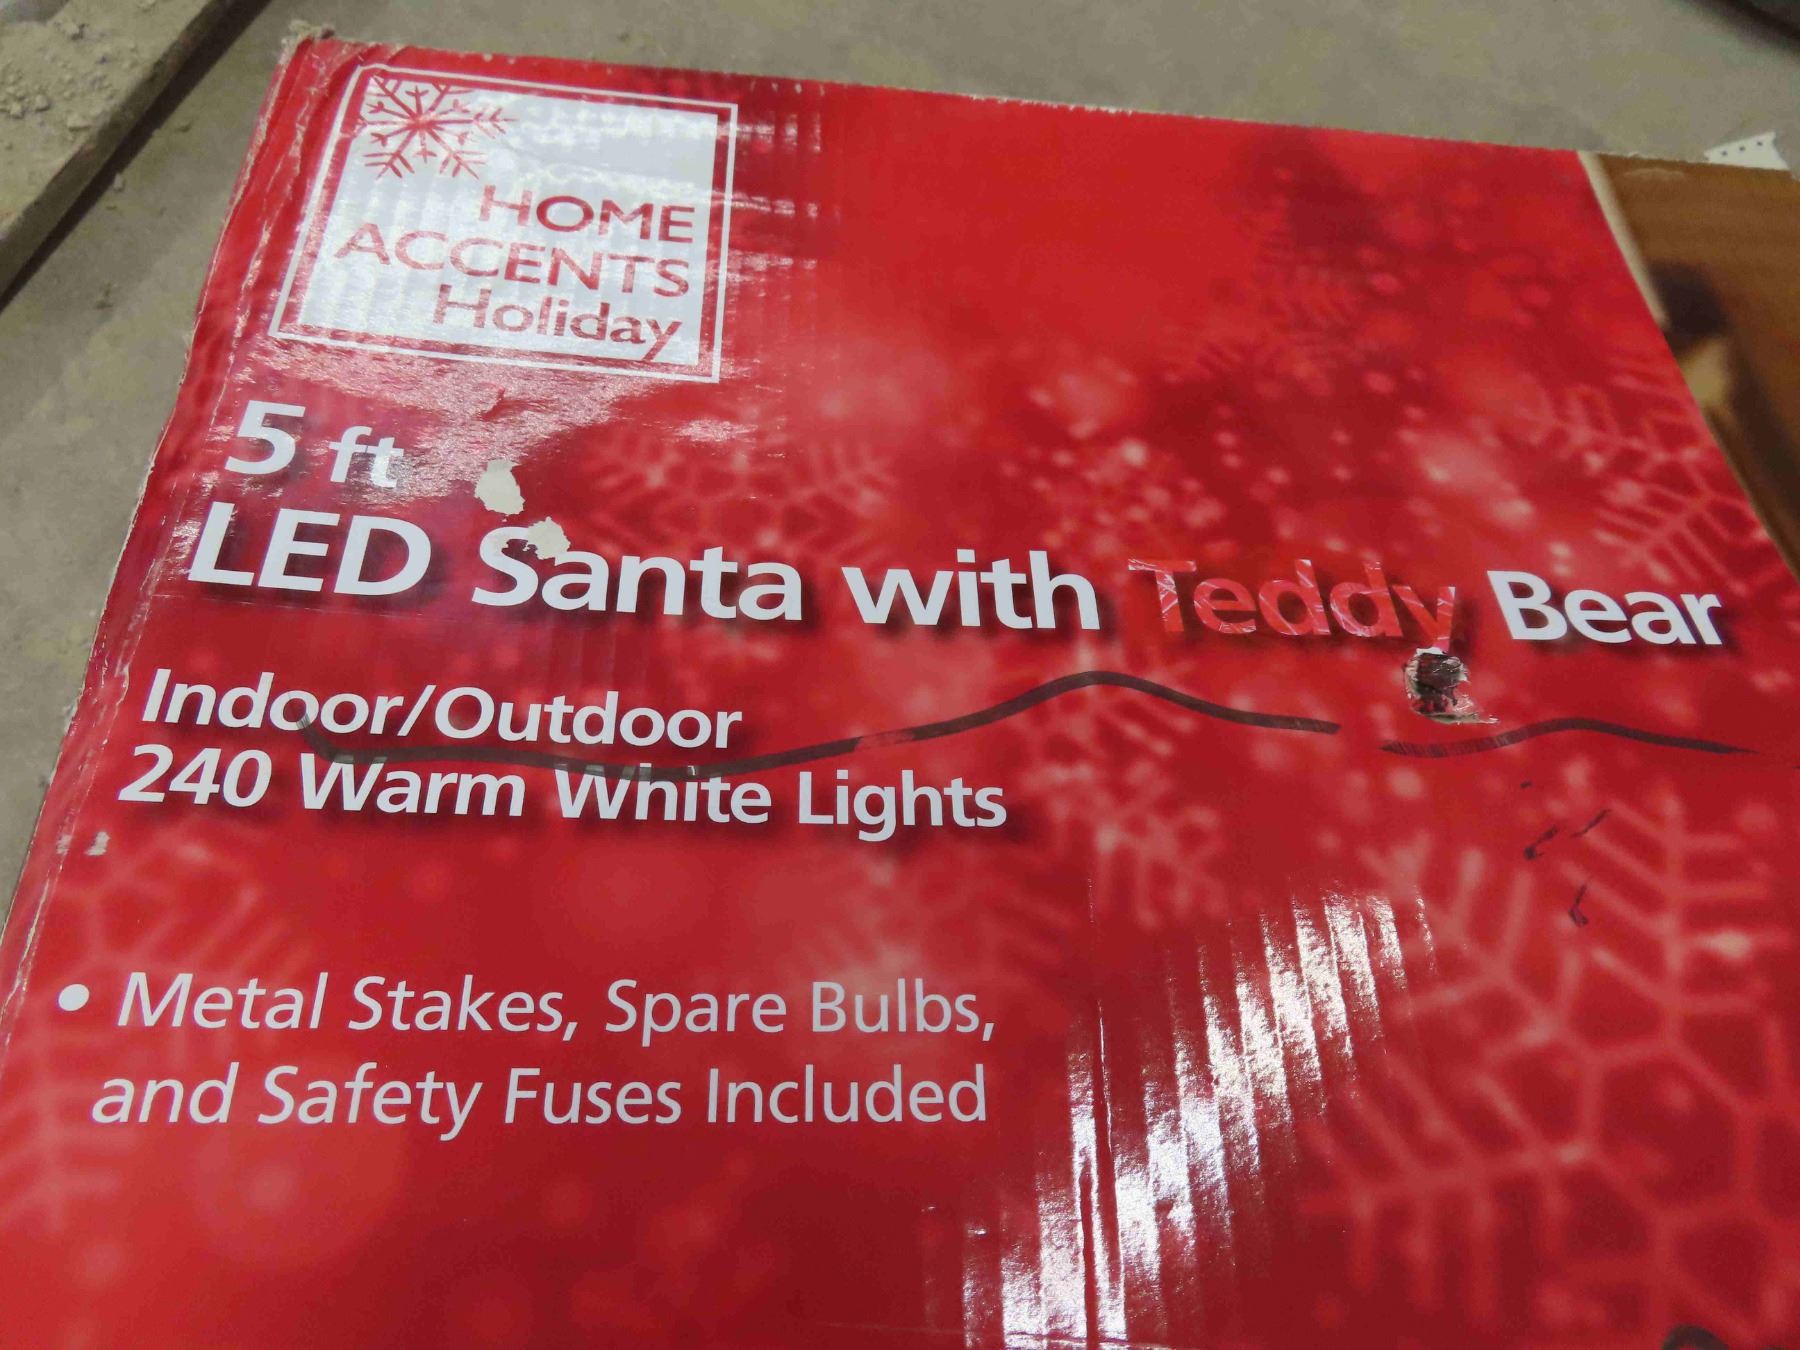 HOME
ACCENTS
Holiday
5 ft
LED Santa with Teddy Bear
Indoor/Outdoor
240 Warm White Lights
• Metal Stakes, Spare Bulbs,
and Safety Fuses Included